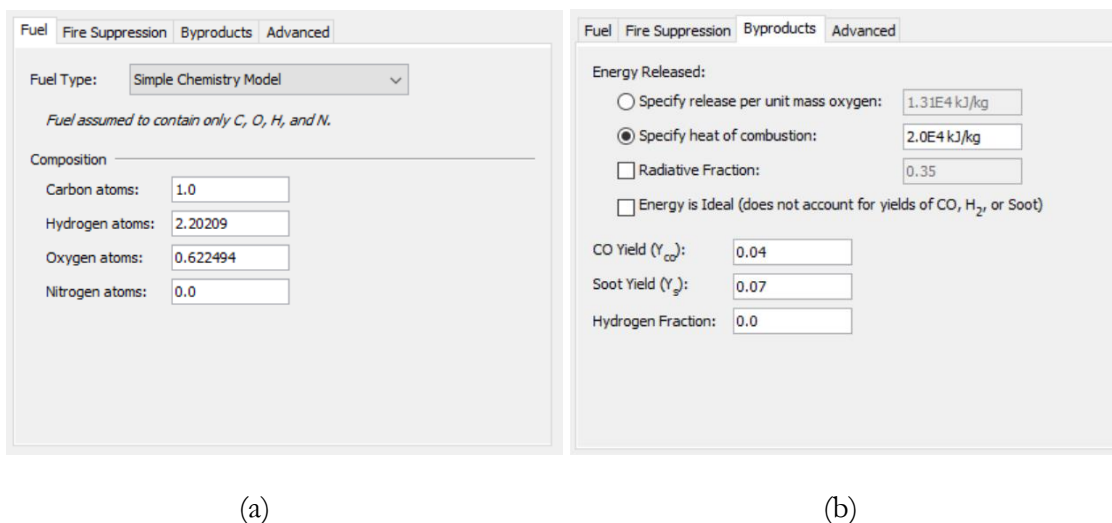 Fuel Fire Suppression Byproducts Advanced
Fuel Type: Simple Chemistry Model
Fuel assumed to contain only C, O, H, and N.
Composition
Carbon atoms: 1.0
Hydrogen atoms: 2.20209
Oxygen atoms: 0.622494
Nitrogen atoms: 0.0
(a)
Fuel Fire Suppression Byproducts Advanced
Energy Released:
Specify release per unit mass oxygen: 1.31E4 kJ/kg
Specify heat of combustion: 2.0E4 kJ/kg
Radiative Fraction: 0.35
Energy is Ideal (does not account for yields of CO, H₂, or Soot)
CO Yield (Y_co): 0.04
Soot Yield (Y_s): 0.07
Hydrogen Fraction: 0.0
(b)